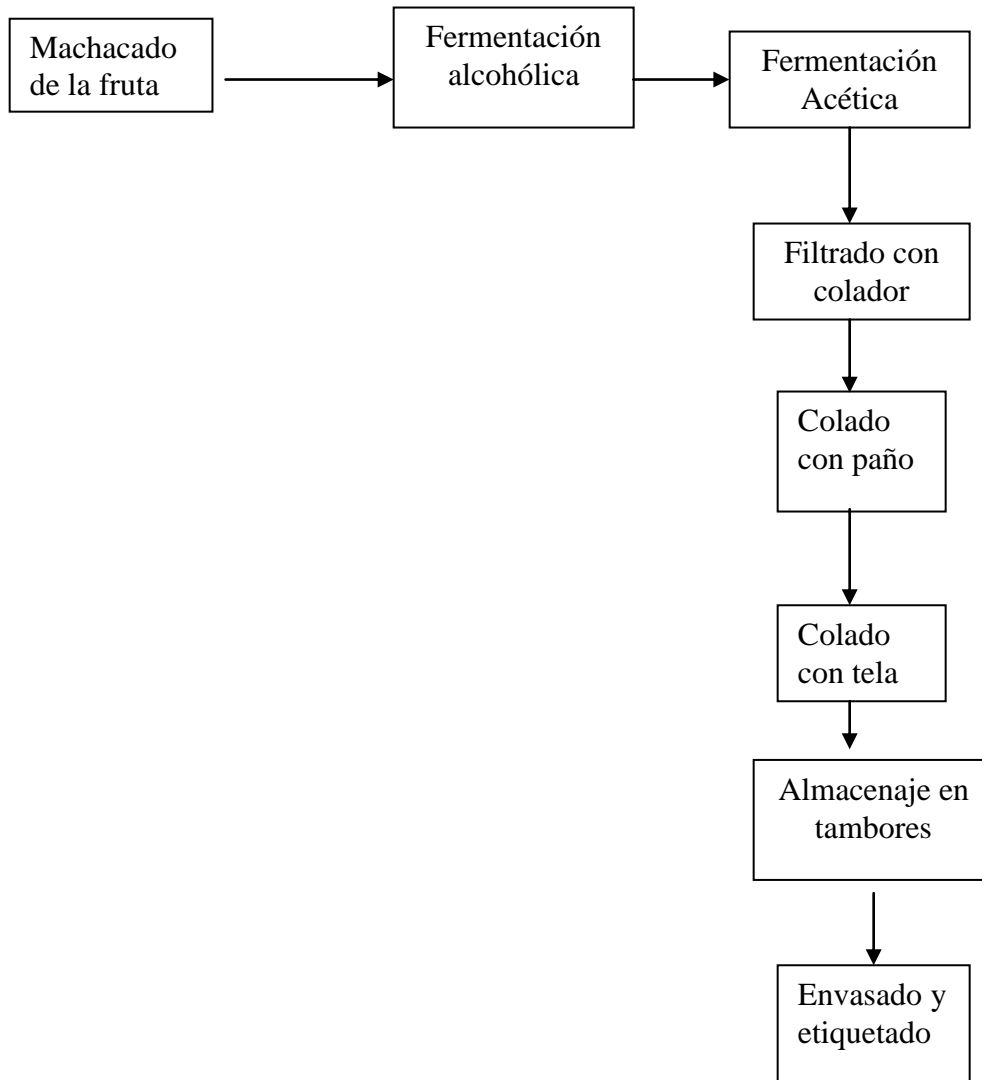 Machacado
de la fruta
Fermentación
alcohólica
Fermentación
Acética
Filtrado con
colador
Colado
con paño
Colado
con tela
Almacenaje en
tambores
Envasado y
etiquetado